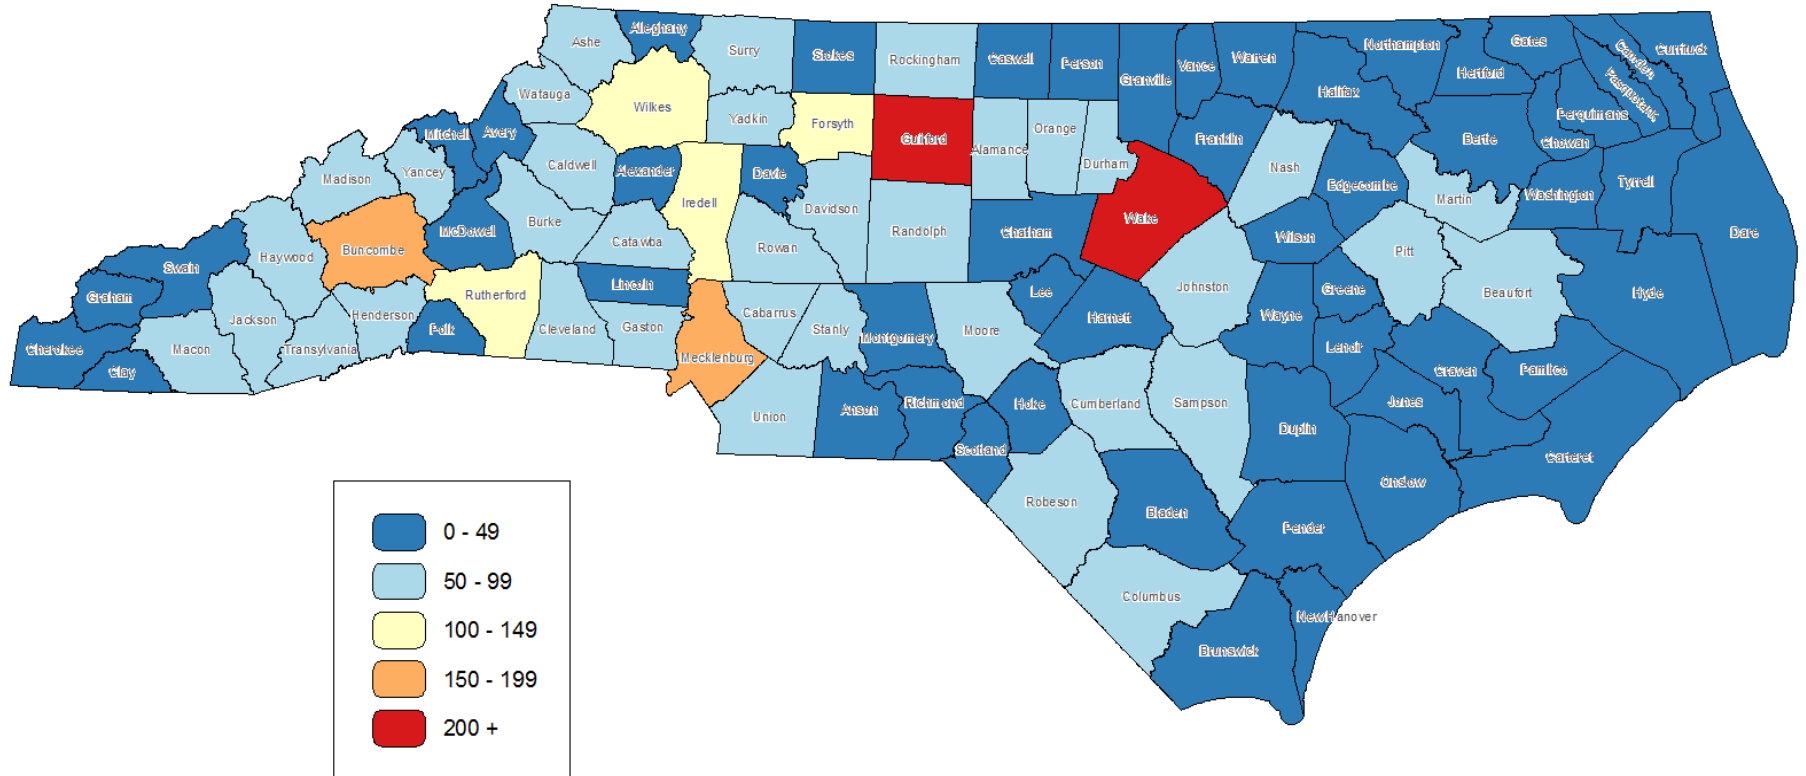 Alleghany
Ashe
Surry
Stokes
Rockingham
Caswell
Person
Granville
Vance
Warren
Northampton
Gates
Camden
Currituck
Hertford
Halifax
Pasquotank
Perquimans
Watauga
Wilkes
Yadkin
Forsyth
Guilford
Alamance
Orange
Durham
Franklin
Nash
Bertie
Chowan
Mitchell
Avery
Caldwell
Alexander
Davie
Yancey
Madison
Iredell
Davidson
Edgecombe
Martin
Washington
Tyrrell
Buncombe
McDowel
Burke
Catawba
Rowan
Randolph
Chatham
Wake
Wilson
Pitt
Dare
Haywood
Swain
Graham
Rutherford
Lincoln
Lee
Johnston
Greene
Beaufort
Hyde
Jackson
Henderson
Polk
Cleveland
Gaston
Cabarrus
Stanly
Montgomery
Moore
Harnett
Wayne
Lenoir
Cherokee
Clay
Macon
Transylvania
Mecklenburg
Craven
Pamlico
Union
Anson
Richmond
Hoke
Cumberland
Sampson
Jones
Duplin
Scotland
Carteret
Robeson
Bladen
Onslow
Pender
Columbus
NewHanover
Brunswick
0 - 49
50 - 99
100 - 149
150 - 199
200 +